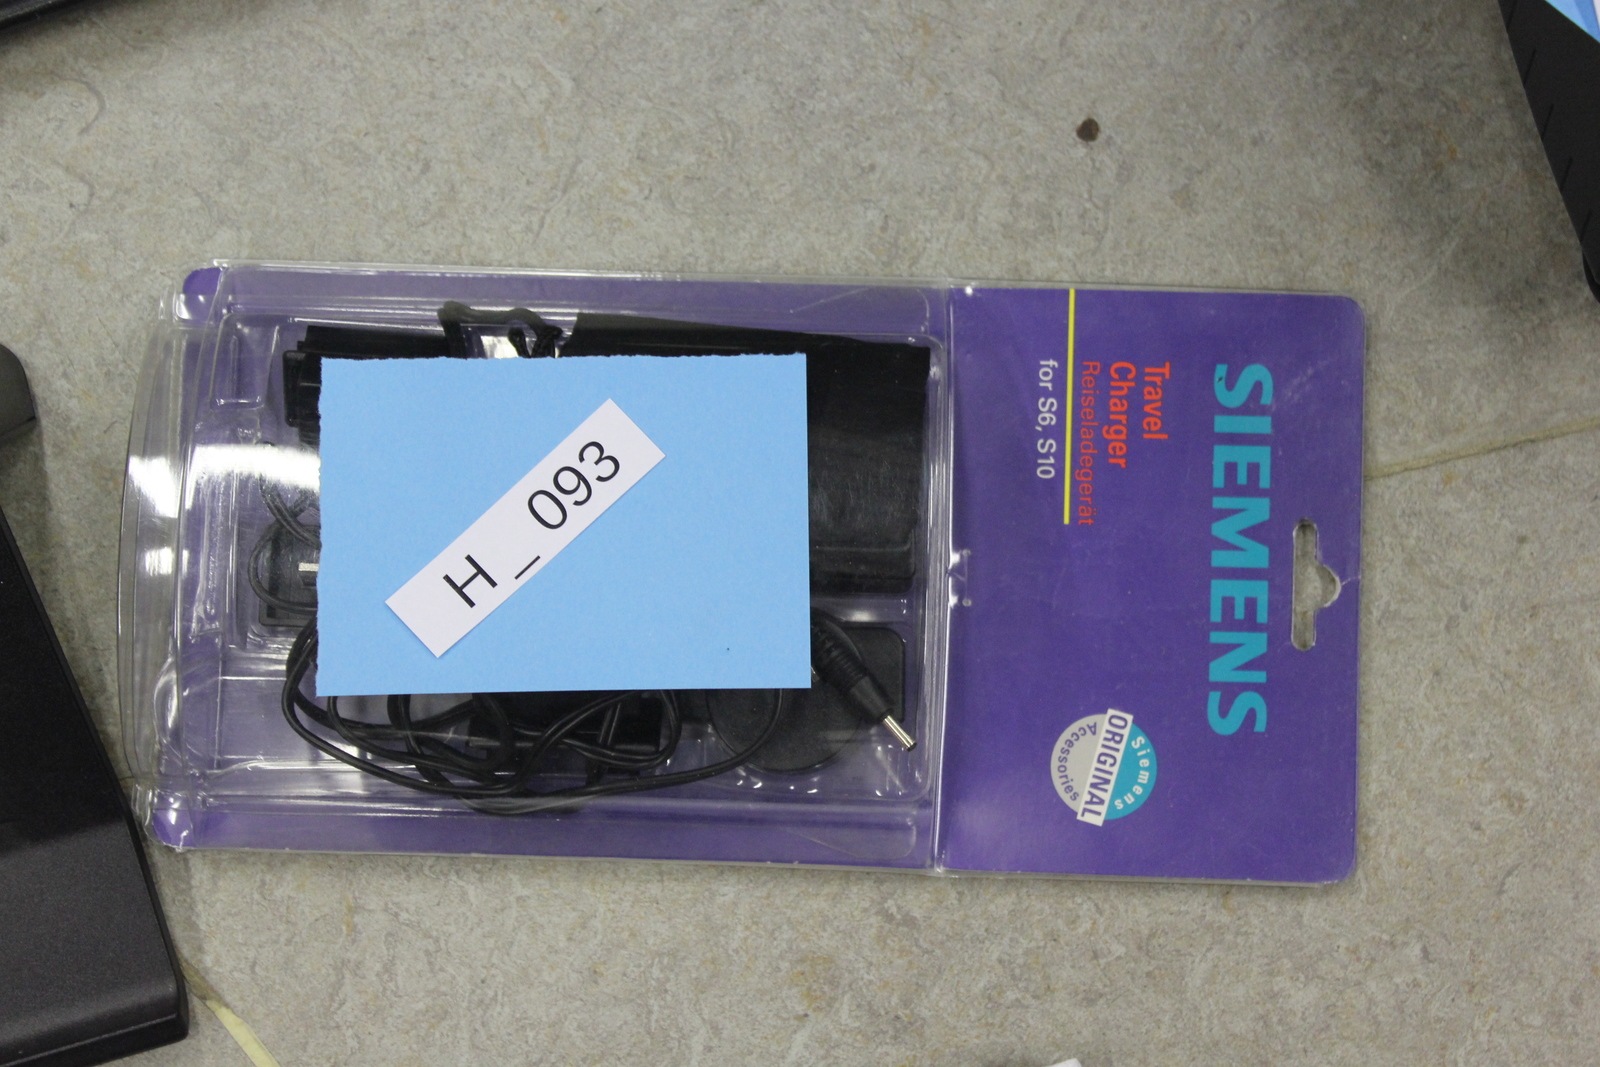 SIEMENS
Travel
Charger
Reiseladegerät
for S6, S10
Siemens
ORIGINAL
Accessories
H_093